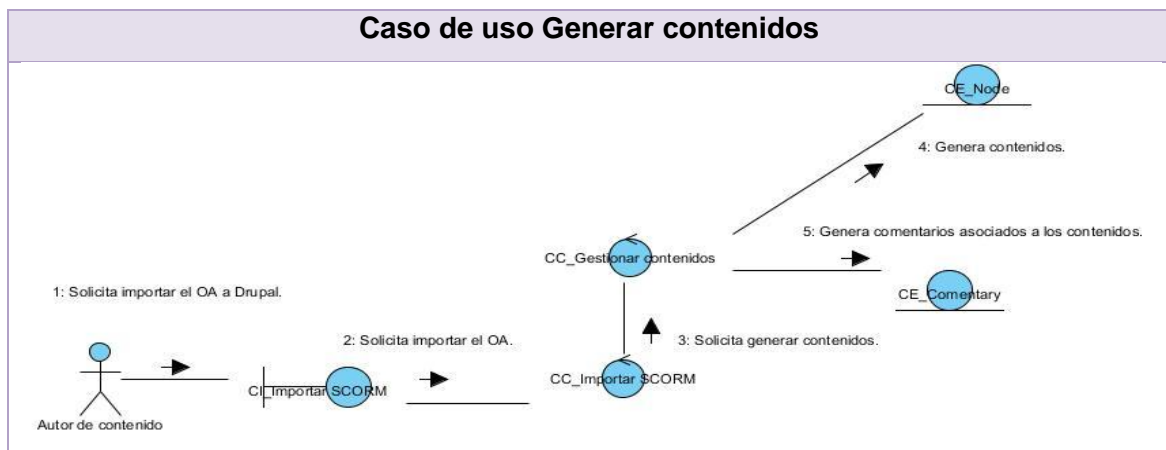 Caso de uso Generar contenidos
CE_Node
4: Genera contenidos.
5: Genera comentarios asociados a los contenidos.
CC_Gestionar contenidos
1: Solicita importar el OA a Drupal.
CE_Comentary
2: Solicita importar el OA.
3: Solicita generar contenidos.
CI_Importar SCORM
CC_Importar SCORM
Autor de contenido